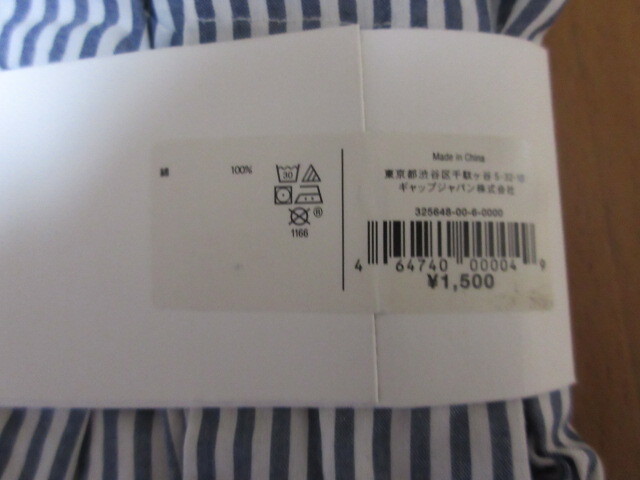 綿 100%
30
®
1166
Made in China
東京都渋谷区千駄ヶ谷 5-32-10
ギャップジャパン株式会社
325648-00-6-0000
4 64740 00004 9
¥1,500